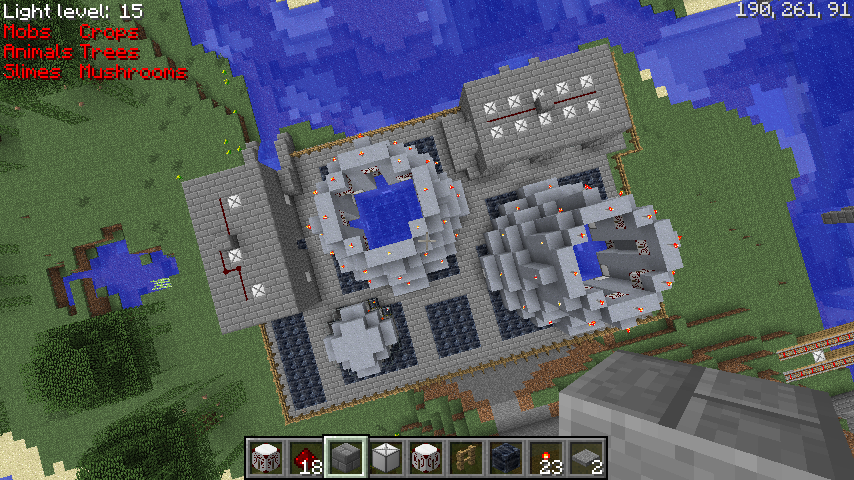 Light level: 15
190, 261, 91
Mobs Crops
Animals Trees
Slimes Mushrooms
18
23
2